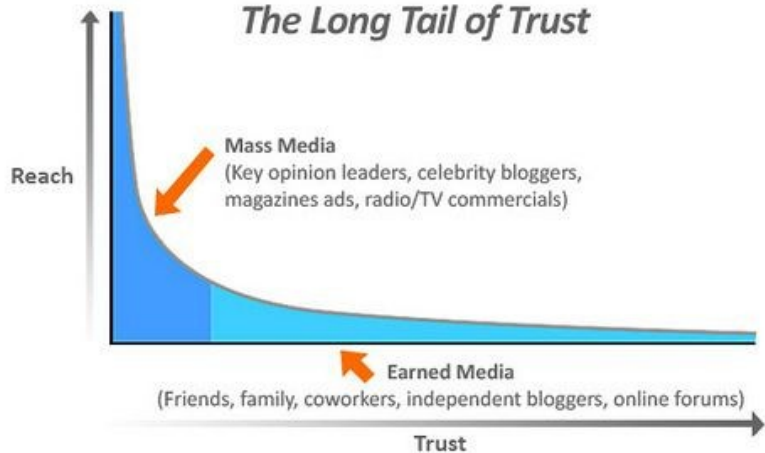 The Long Tail of Trust
Mass Media
(Key opinion leaders, celebrity bloggers,
magazines ads, radio/TV commercials)
Reach
Earned Media
(Friends, family, coworkers, independent bloggers, online forums)
Trust